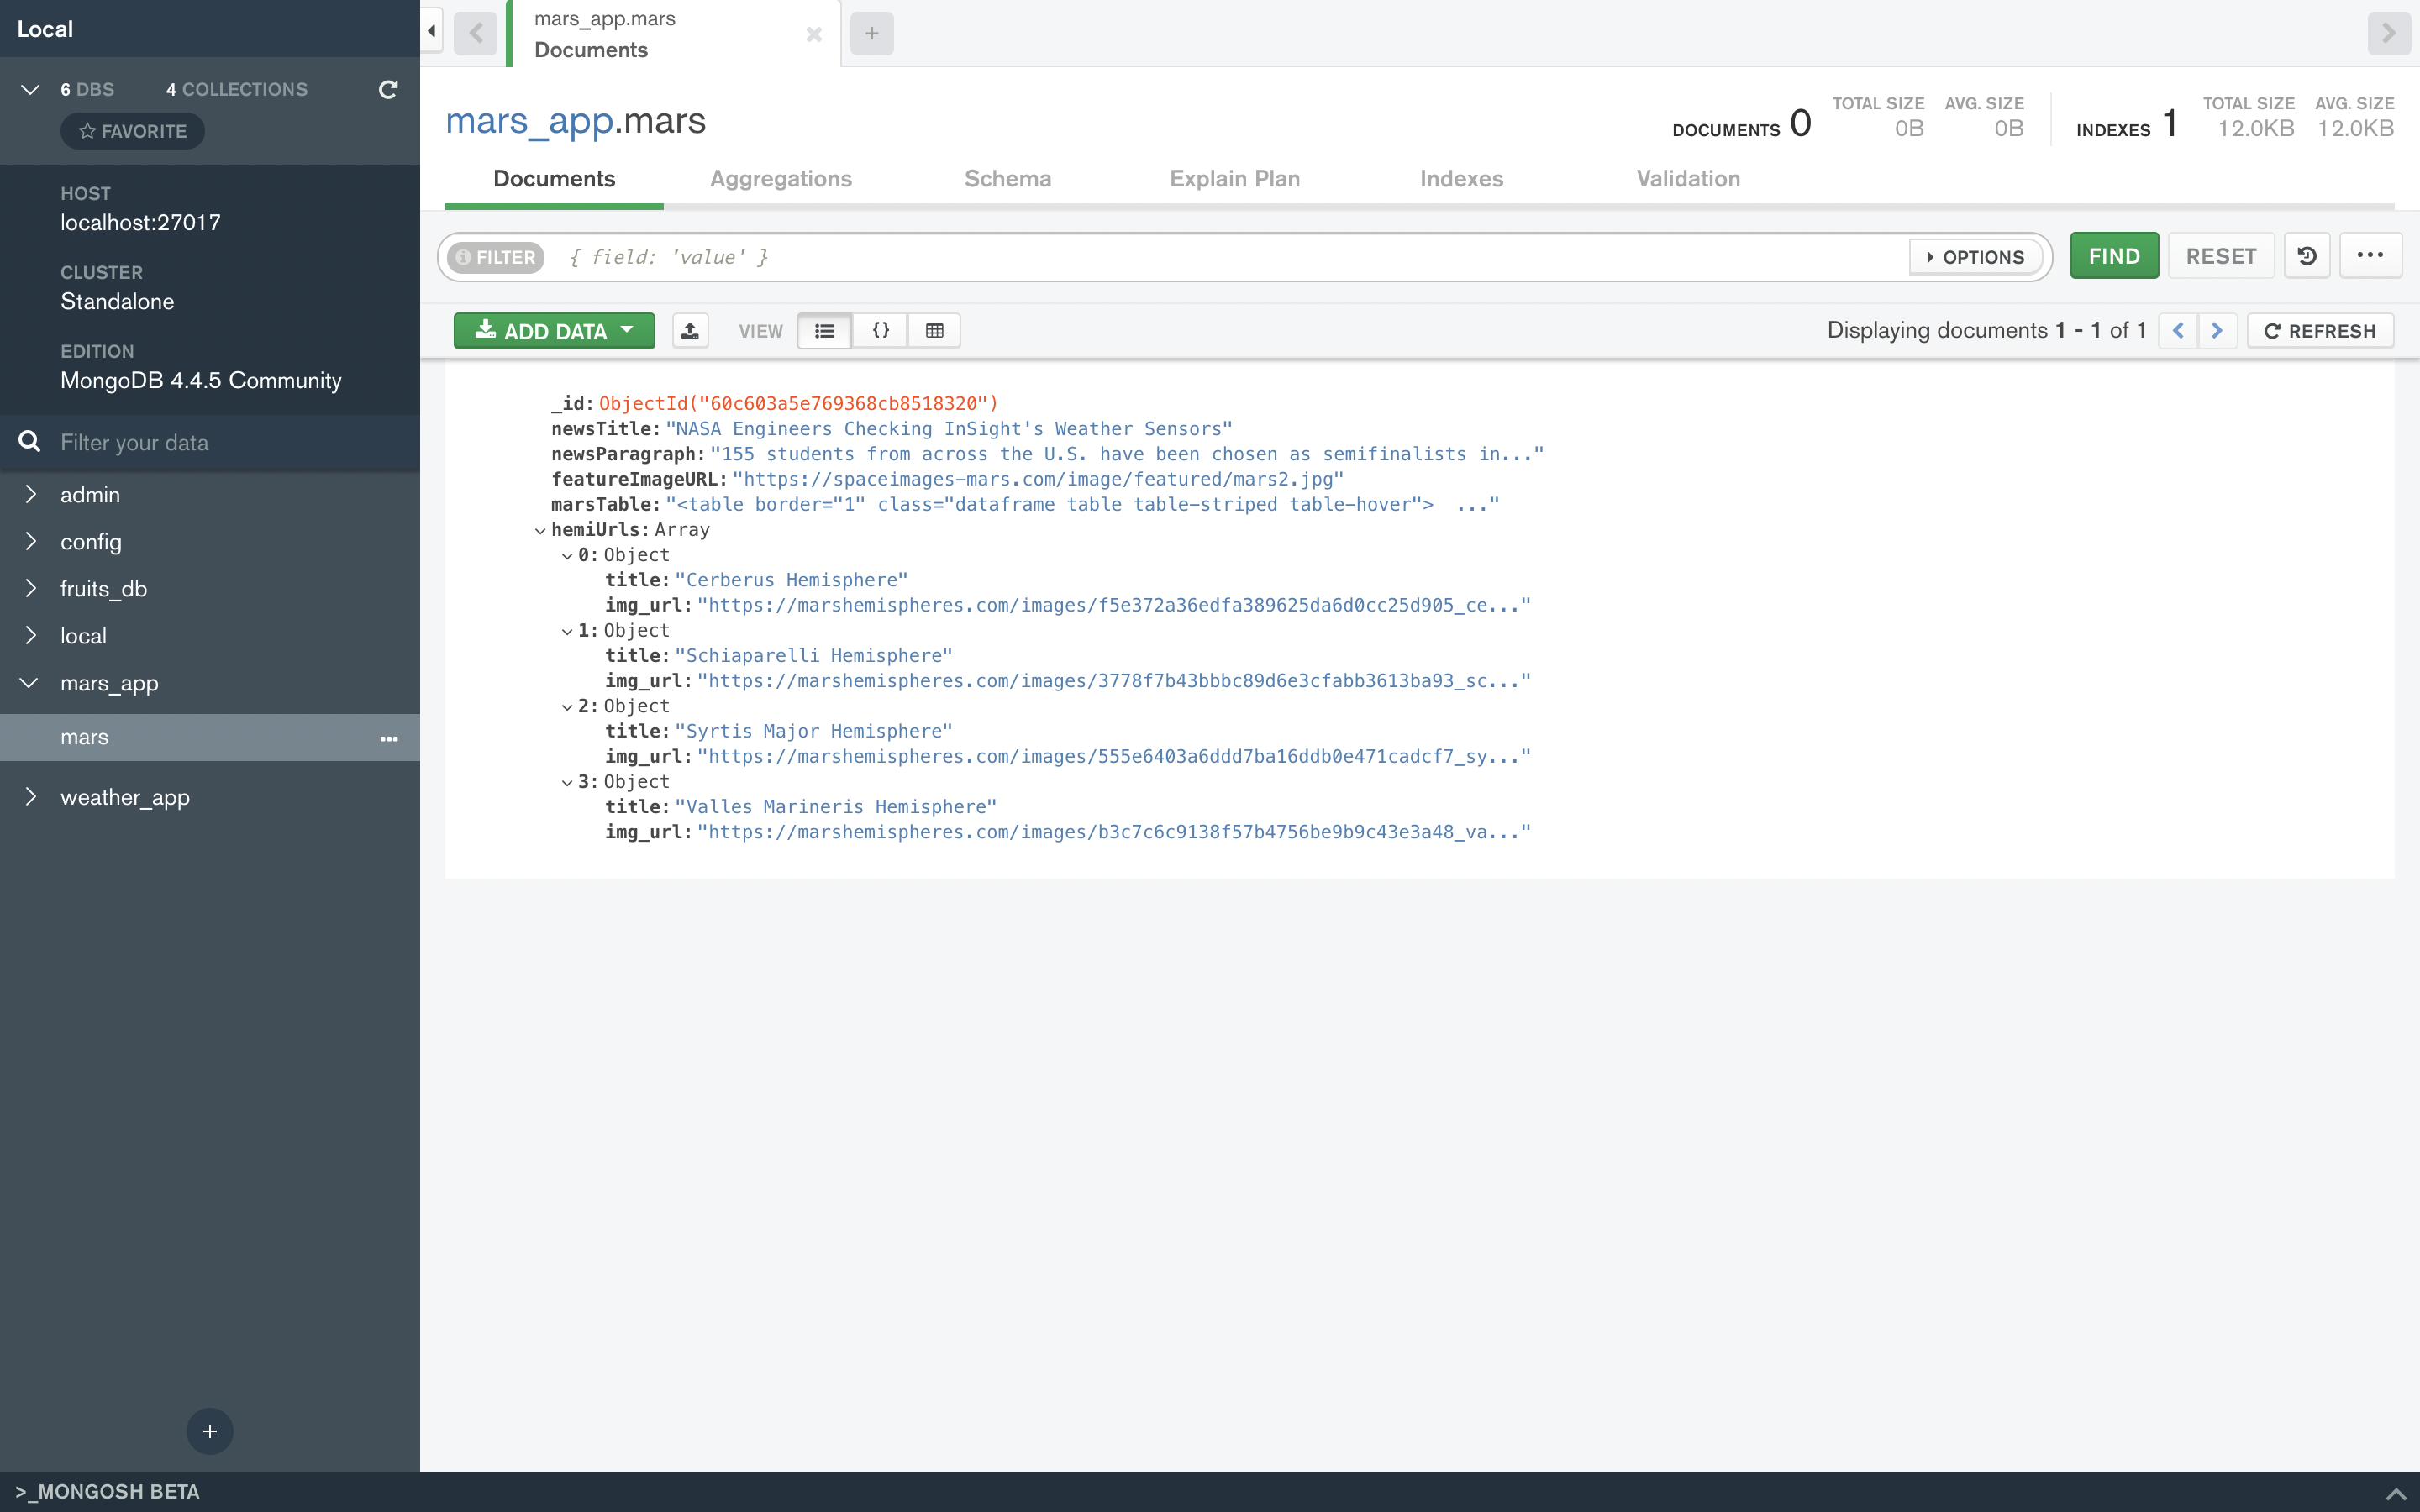 Local
6 DBS 4 COLLECTIONS
FAVORITE
HOST
localhost:27017
CLUSTER
Standalone
EDITION
MongoDB 4.4.5 Community
Filter your data
admin
config
fruits_db
local
mars_app
mars
weather_app
>_MONGOSH BETA
mars_app.mars
Documents
mars_app.mars
DOCUMENTS 0 TOTAL SIZE 0B AVG. SIZE 0B INDEXES 1 TOTAL SIZE 12.0KB AVG. SIZE 12.0KB
Documents Aggregations Schema Explain Plan Indexes Validation
FILTER { field: 'value' } OPTIONS FIND RESET
ADD DATA VIEW {} Displaying documents 1 - 1 of 1 REFRESH
_id: ObjectId("60c603a5e769368cb8518320")
newsTitle: "NASA Engineers Checking InSight's Weather Sensors"
newsParagraph: "155 students from across the U.S. have been chosen as semifinalists in..."
featureImageURL: "https://spaceimages-mars.com/image/featured/mars2.jpg"
marsTable: "<table border="1" class="dataframe table table-striped table-hover"> ..."
hemiUrls: Array
0: Object
title: "Cerberus Hemisphere"
img_url: "https://marshemispheres.com/images/f5e372a36edfa389625da6d0cc25d905_ce..."
1: Object
title: "Schiaparelli Hemisphere"
img_url: "https://marshemispheres.com/images/3778f7b43bbbc89d6e3cfabb3613ba93_sc..."
2: Object
title: "Syrtis Major Hemisphere"
img_url: "https://marshemispheres.com/images/555e6403a6ddd7ba16ddb0e471cadcf7_sy..."
3: Object
title: "Valles Marineris Hemisphere"
img_url: "https://marshemispheres.com/images/b3c7c6c9138f57b4756be9b9c43e3a48_va..."